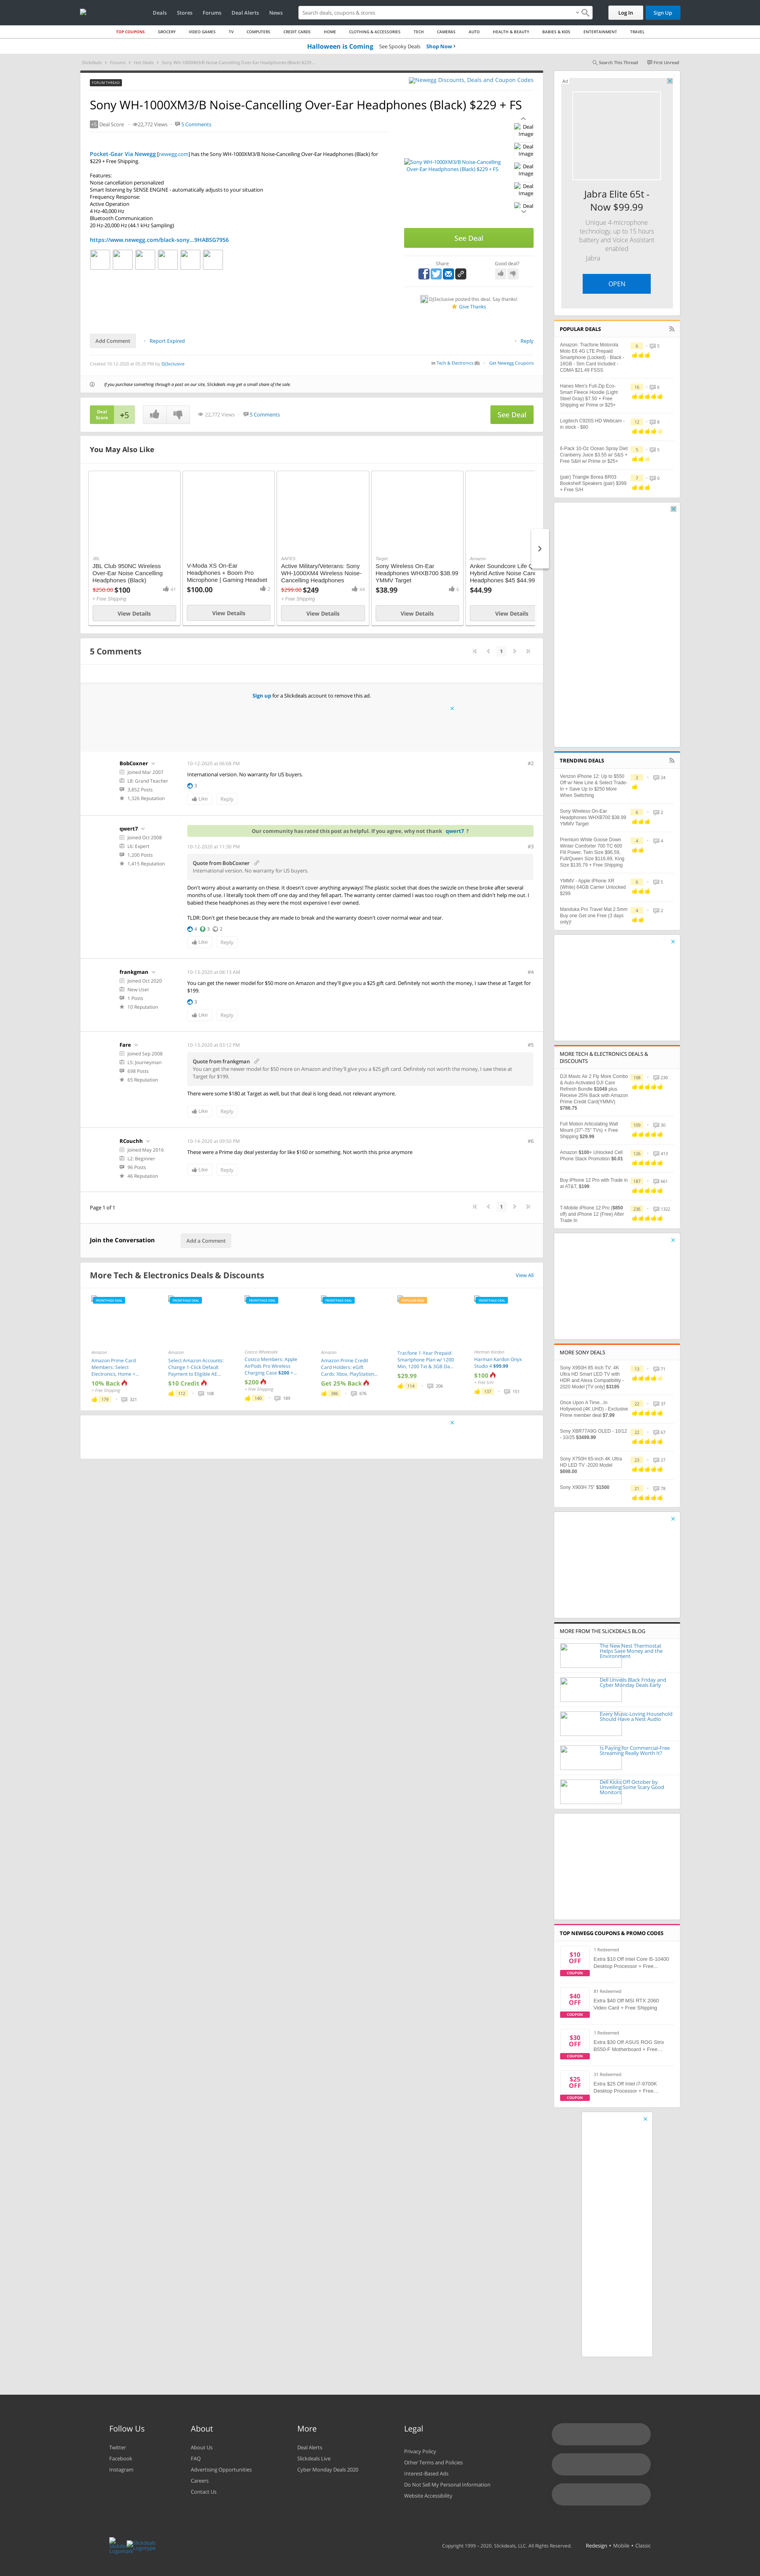 Deals Stores Forums Deal Alerts News
Search deals, coupons & stores
Log In
Sign Up
TOP COUPONS GROCERY VIDEO GAMES TV COMPUTERS CREDIT CARDS HOME CLOTHING & ACCESSORIES TECH CAMERAS AUTO HEALTH & BEAUTY BABIES & KIDS ENTERTAINMENT TRAVEL
Halloween is Coming See Spooky Deals Shop Now
Slickdeals Forums Hot Deals Sony WH-1000XM3/B Noise-Cancelling Over-Ear Headphones (Black) $229 ...
Search This Thread First Unread
FORUM THREAD
Newegg Discounts, Deals and Coupon Codes
Sony WH-1000XM3/B Noise-Cancelling Over-Ear Headphones (Black) $229 + FS
+5 Deal Score
22,772 Views
5 Comments
Pocket-Gear Via Newegg [newegg.com] has the Sony WH-1000XM3/B Noise-Cancelling Over-Ear Headphones (Black) for
$229 + Free Shipping.
Features:
Noise cancellation personalized
Smart listening by SENSE ENGINE - automatically adjusts to your situation
Frequency Response:
Active Operation
4 Hz-40,000 Hz
Bluetooth Communication
20 Hz-20,000 Hz (44.1 kHz Sampling)
https://www.newegg.com/black-sony...9HABSG7956
Sony WH-1000XM3/B Noise-Cancelling
Over-Ear Headphones (Black) $229 + FS
Deal
Image
Deal
Image
Deal
Image
Deal
Image
Deal
See Deal
Share
Good deal?
DJ3xclusive posted this deal. Say thanks!
Give Thanks
Add Comment
Report Expired
Reply
Created 10-12-2020 at 05:20 PM by DJ3xclusive
Tech & Electronics (6)
Get Newegg Coupons
If you purchase something through a post on our site, Slickdeals may get a small share of the sale.
Deal
Score
+5
22,772 Views
5 Comments
See Deal
You May Also Like
JBL
JBL Club 950NC Wireless
Over-Ear Noise Cancelling
Headphones (Black)
$250.00 $100
41
+ Free Shipping
View Details
V-Moda XS On-Ear
Headphones + Boom Pro
Microphone | Gaming Headset
$100.00
2
View Details
AAFES
Active Military/Veterans: Sony
WH-1000XM4 Wireless Noise-
Cancelling Headphones
$299.00 $249
44
+ Free Shipping
View Details
Target
Sony Wireless On-Ear
Headphones WHXB700 $38.99
YMMV Target
$38.99
6
View Details
Amazon
Anker Soundcore Life Q
Hybrid Active Noise Canc
Headphones $45 $44.99
$44.99
View Details
5 Comments
1
Sign up for a Slickdeals account to remove this ad.
BobCoxner
Joined Mar 2007
L8: Grand Teacher
3,852 Posts
1,326 Reputation
10-12-2020 at 06:08 PM
#2
International version. No warranty for US buyers.
3
Like
Reply
qwert7
Joined Oct 2008
L6: Expert
1,200 Posts
1,415 Reputation
Our community has rated this post as helpful. If you agree, why not thank qwert7 ?
10-12-2020 at 11:30 PM
#3
Quote from BobCoxner
International version. No warranty for US buyers.
Don't worry about a warranty on these. It doesn't cover anything anyways! The plastic socket that does the swizzle on these broke after several
months of use. I literally took them off one day and they already had fallen apart. The warranty center claimed i was too rough on them and didn't help me out. I
babied these headphones as they were the most expensive I ever owned.
TLDR: Don't get these because they are made to break and the warranty doesn't cover normal wear and tear.
4 3 2
Like
Reply
frankgman
Joined Oct 2020
New User
1 Posts
10 Reputation
10-13-2020 at 08:13 AM
#4
You can get the newer model for $50 more on Amazon and they'll give you a $25 gift card. Definitely not worth the money, I saw these at Target for
$199.
3
Like
Reply
Fare
Joined Sep 2008
L5: Journeyman
698 Posts
65 Reputation
10-13-2020 at 03:12 PM
#5
Quote from frankgman
You can get the newer model for $50 more on Amazon and they'll give you a $25 gift card. Definitely not worth the money, I saw these at
Target for $199.
There were some $180 at Target as well, but that deal is long dead, not relevant anymore.
Like
Reply
RCouchh
Joined May 2016
L2: Beginner
96 Posts
46 Reputation
10-14-2020 at 09:50 PM
#6
These were a Prime day deal yesterday for like $160 or something. Not worth this price anymore
Like
Reply
Page 1 of 1
1
Join the Conversation
Add a Comment
More Tech & Electronics Deals & Discounts
View All
FRONTPAGE DEAL
Amazon
Amazon Prime Card
Members: Select
Electronics, Home +...
10% Back
+ Free Shipping
179 321
FRONTPAGE DEAL
Amazon
Select Amazon Accounts:
Change 1-Click Default
Payment to Eligible AE...
$10 Credit
112 108
FRONTPAGE DEAL
Costco Wholesale
Costco Members: Apple
AirPods Pro Wireless
Charging Case $200 +...
$200
+ Free Shipping
140 189
FRONTPAGE DEAL
Amazon
Amazon Prime Credit
Card Holders: eGift
Cards: Xbox, PlayStation...
Get 25% Back
366 676
POPULAR DEAL
Tracfone 1-Year Prepaid
Smartphone Plan w/ 1200
Min, 1200 Txt & 3GB Da...
$29.99
114 206
FRONTPAGE DEAL
Harman Kardon
Harman Kardon Onyx
Studio 4 $99.99
$100
+ Free S/H
137 151
Ad
Jabra Elite 65t -
Now $99.99
Unique 4-microphone
technology, up to 15 hours
battery and Voice Assistant
enabled
Jabra
OPEN
POPULAR DEALS
Amazon: Tracfone Motorola
Moto E6 4G LTE Prepaid
Smartphone (Locked) - Black -
16GB - Sim Card Included -
CDMA $21.49 FSSS
6 5
Hanes Men's Full-Zip Eco-
Smart Fleece Hoodie (Light
Steel Gray) $7.50 + Free
Shipping w/ Prime or $25+
16 6
Logitech C920S HD Webcam -
in stock - $60
12 8
6-Pack 10-Oz Ocean Spray Diet
Cranberry Juice $3.55 w/ S&S +
Free S&H w/ Prime or $25+
5 5
(pair) Triangle Borea BR03
Bookshelf Speakers (pair) $399
+ Free S/H
7 0
TRENDING DEALS
Verizon iPhone 12: Up to $550
Off w/ New Line & Select Trade-
In + Save Up to $250 More
When Switching
3 24
Sony Wireless On-Ear
Headphones WHXB700 $38.99
YMMV Target
6 2
Premium White Goose Down
Winter Comforter 700 TC 600
Fill Power, Twin Size $96.59,
Full/Queen Size $119.89, King
Size $135.79 + Free Shipping
4 4
YMMV - Apple iPhone XR
(White) 64GB Carrier Unlocked
$299
6 5
Manduka Pro Travel Mat 2.5mm
Buy one Get one Free (3 days
only)!
4 2
MORE TECH & ELECTRONICS DEALS &
DISCOUNTS
DJI Mavic Air 2 Fly More Combo
& Auto-Activated DJI Care
Refresh Bundle $1049 plus
Receive 25% Back with Amazon
Prime Credit Card(YMMV)
$786.75
108 230
Full Motion Articulating Wall
Mount (37"-75" TVs) + Free
Shipping $29.99
109 36
Amazon $100+ Unlocked Cell
Phone Stack Promotion $0.01
126 413
Buy iPhone 12 Pro with Trade in
at AT&T. $199
187 661
T-Mobile iPhone 12 Pro ($850
off) and iPhone 12 (Free) After
Trade In
236 1322
MORE SONY DEALS
Sony X950H 85 Inch TV: 4K
Ultra HD Smart LED TV with
HDR and Alexa Compatibility -
2020 Model [TV only] $3195
13 71
Once Upon A Time...In
Hollywood (4K UHD) - Exclusive
Prime member deal $7.99
22 37
Sony XBR77A9G OLED - 10/12
- 10/25 $3499.99
22 67
Sony X750H 65-inch 4K Ultra
HD LED TV -2020 Model
$698.00
23 27
Sony X900H 75" $1500
21 78
MORE FROM THE SLICKDEALS BLOG
The New Nest Thermostat
Helps Save Money and the
Environment
Dell Unveils Black Friday and
Cyber Monday Deals Early
Every Music-Loving Household
Should Have a Nest Audio
Is Paying for Commercial-Free
Streaming Really Worth It?
Dell Kicks Off October by
Unveiling Some Scary Good
Monitors
TOP NEWEGG COUPONS & PROMO CODES
$10
OFF
COUPON
1 Redeemed
Extra $10 Off Intel Core i5-10400
Desktop Processor + Free...
$40
OFF
COUPON
81 Redeemed
Extra $40 Off MSI RTX 2060
Video Card + Free Shipping
$30
OFF
COUPON
1 Redeemed
Extra $30 Off ASUS ROG Strix
B550-F Motherboard + Free...
$25
OFF
COUPON
31 Redeemed
Extra $25 Off Intel i7-9700K
Desktop Processor + Free...
Follow Us
Twitter
Facebook
Instagram
About
About Us
FAQ
Advertising Opportunities
Careers
Contact Us
More
Deal Alerts
Slickdeals Live
Cyber Monday Deals 2020
Legal
Privacy Policy
Other Terms and Policies
Interest-Based Ads
Do Not Sell My Personal Information
Website Accessibility
Copyright 1999 - 2020. Slickdeals, LLC. All Rights Reserved.
Redesign • Mobile • Classic